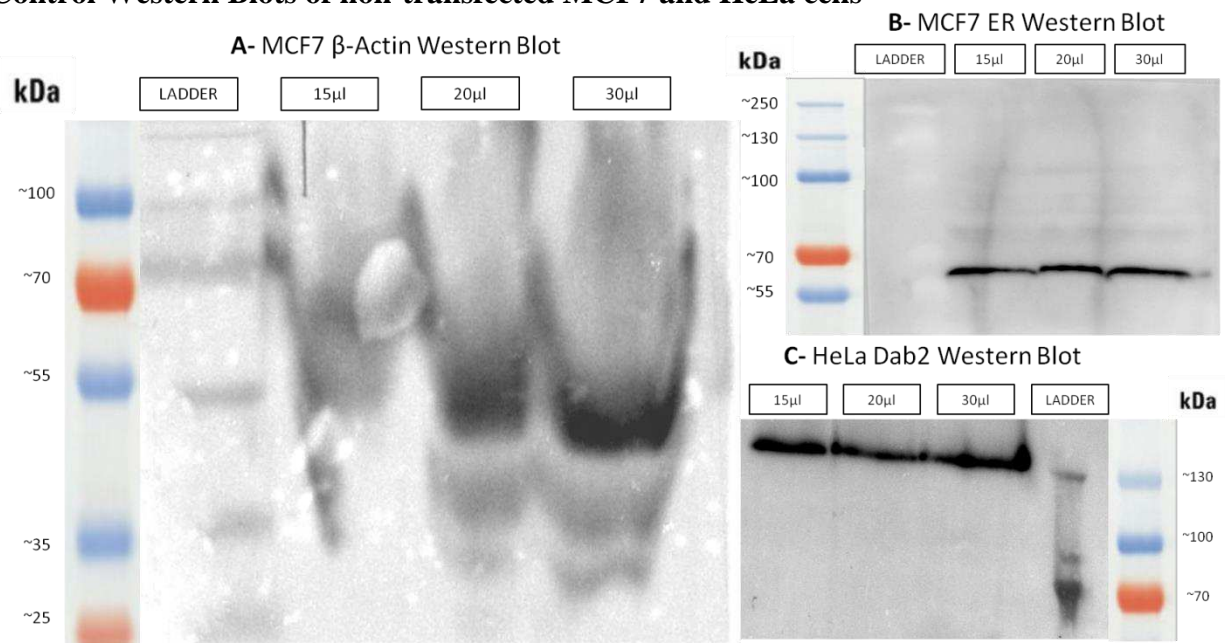 Control Western Blots of non-transfected MCF7 and HeLa cells
A- MCF7 β-Actin Western Blot
kDa
LADDER 15μl 20μl 30μl
~100
~70
~55
~35
~25
B- MCF7 ER Western Blot
kDa
LADDER 15μl 20μl 30μl
~250
~130
~100
~70
~55
C- HeLa Dab2 Western Blot
15μl 20μl 30μl LADDER
kDa
~130
~100
~70